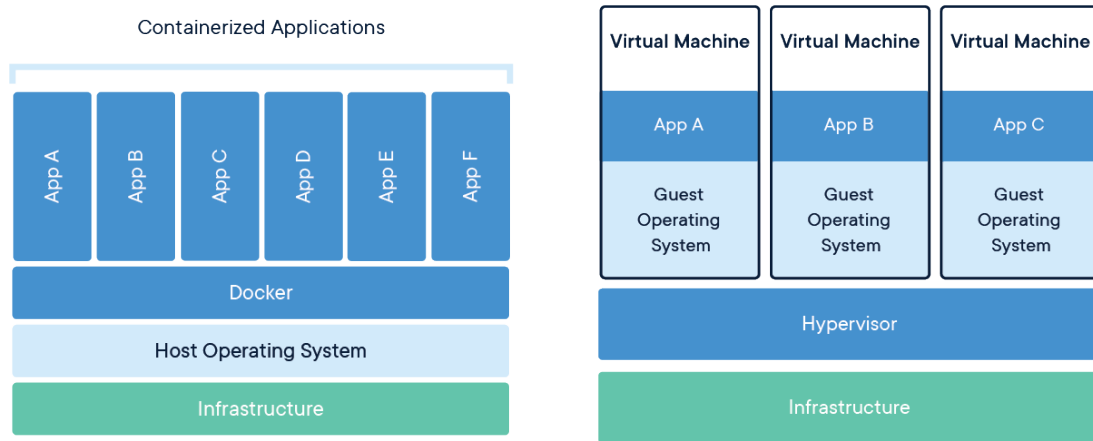 Containerized Applications
App A
App B
App C
App D
App E
App F
Docker
Host Operating System
Infrastructure
Virtual Machine
App A
Guest
Operating
System
Virtual Machine
App B
Guest
Operating
System
Virtual Machine
App C
Guest
Operating
System
Hypervisor
Infrastructure